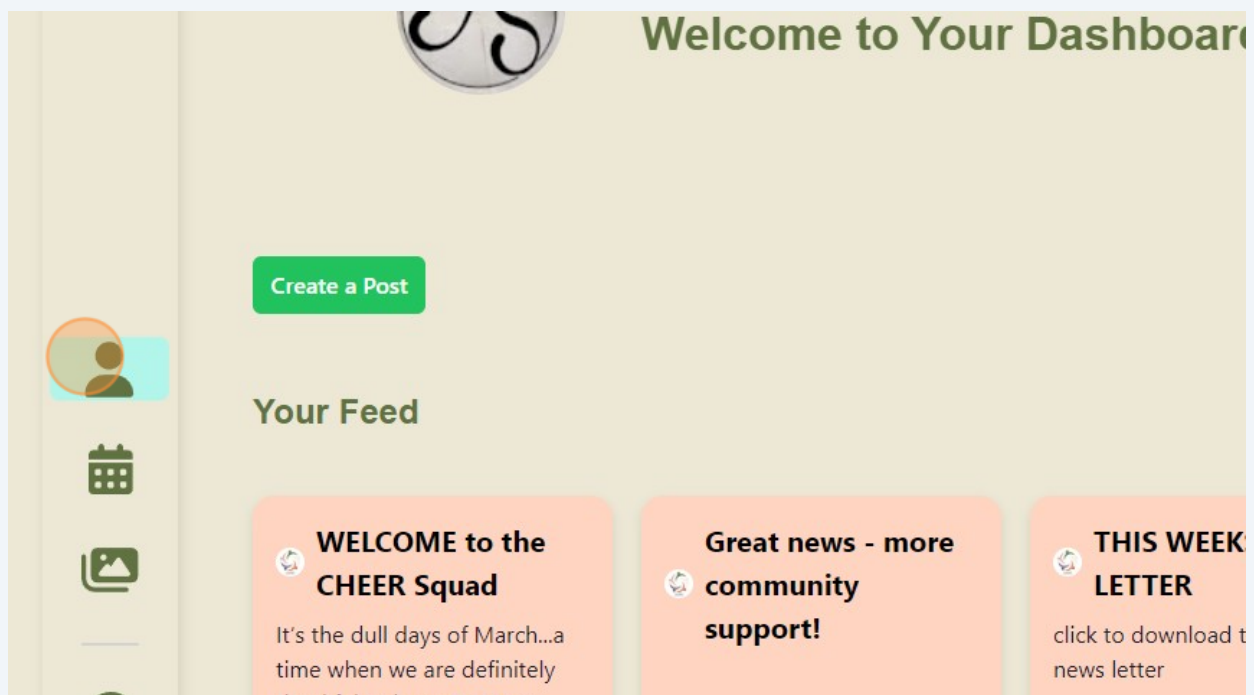 Welcome to Your Dashboard
Create a Post
Your Feed
WELCOME to the
CHEER Squad
It's the dull days of March...a
time when we are definitely
Great news - more
community
support!
THIS WEEK
LETTER
click to download
news letter